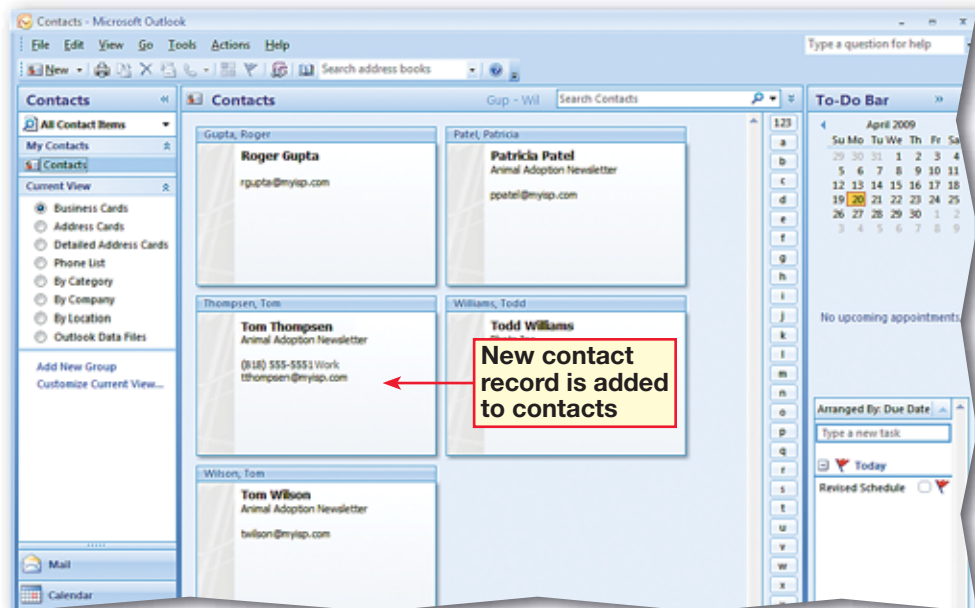 Contacts - Microsoft Outlook
File Edit View Go Tools Actions Help
Type a question for help
New
Search address books
Contacts
All Contact Items
My Contacts
Contacts
Current View
Business Cards
Address Cards
Detailed Address Cards
Phone List
By Category
By Company
By Location
Outlook Data Files
Add New Group
Customize Current View...
Mail
Calendar
Contacts
Gup - Wil
Search Contacts
Gupta, Roger
Roger Gupta
rgupta@myisp.com
Patel, Patricia
Patricia Patel
Animal Adoption Newsletter
ppatel@myisp.com
Thompsen, Tom
Tom Thompsen
Animal Adoption Newsletter
(818) 555-5551 Work
tthompsen@myisp.com
Williams, Todd
Todd Williams
New contact
record is added
to contacts
Wilson, Tom
Tom Wilson
Animal Adoption Newsletter
twilson@myisp.com
123
a
b
c
d
e
f
g
h
i
j
k
l
m
n
o
p
q
r
s
t
u
v
w
x
To-Do Bar
April 2009
Su Mo Tu We Th Fr Sa
29 30 31 1 2 3 4
5 6 7 8 9 10 11
12 13 14 15 16 17 18
19 20 21 22 23 24 25
26 27 28 29 30 1 2
3 4 5 6 7 8 9
No upcoming appointments.
Arranged By: Due Date
Type a new task
Today
Revised Schedule